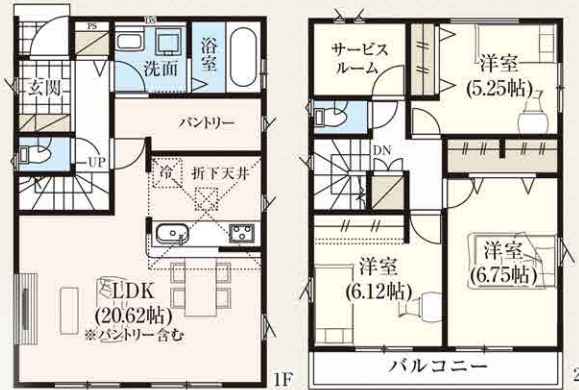 PS
DS
玄関
洗面
浴室
パントリー
UP
冷
折下天井
LDK
(20.62帖)
※パントリー含む
1F
サービス
ルーム
洋室
(5.25帖)
DN
洋室
(6.12帖)
洋室
(6.75帖)
バルコニー
2